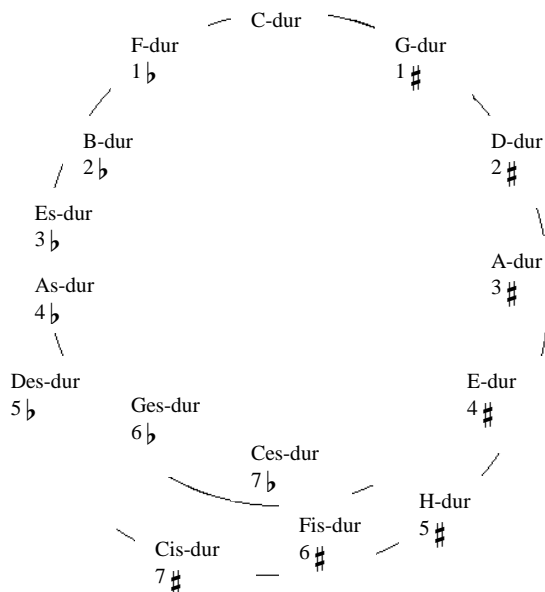 C-dur
G-dur
1♯
D-dur
2♯
A-dur
3♯
E-dur
4♯
H-dur
5♯
Fis-dur
6♯
Cis-dur
7♯
F-dur
1♭
B-dur
2♭
Es-dur
3♭
As-dur
4♭
Des-dur
5♭
Ges-dur
6♭
Ces-dur
7♭